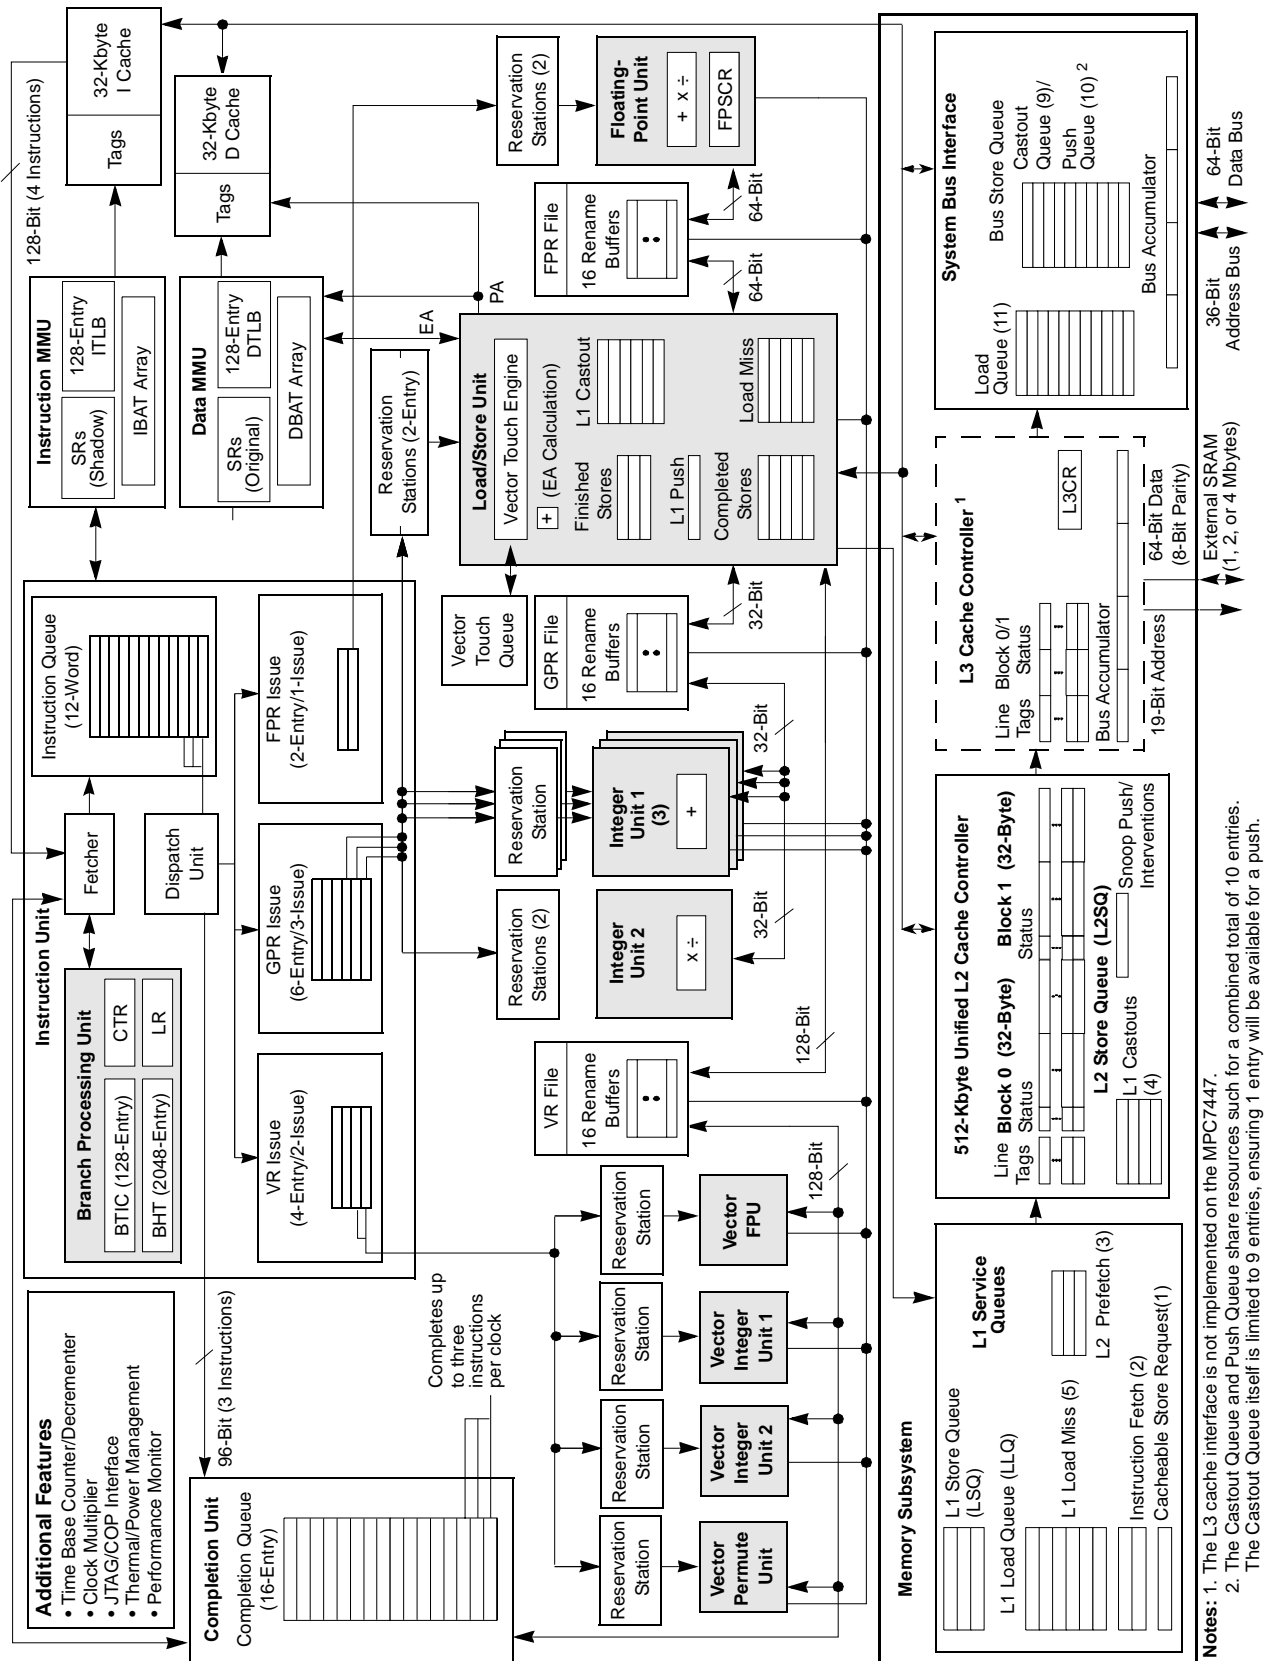 Additional Features
• Time Base Counter/Decrementer
• Clock Multiplier
• JTAG/COP Interface
• Thermal/Power Management
• Performance Monitor
Instruction Unit
Branch Processing Unit
BTIC (128-Entry)
CTR
BHT (2048-Entry)
LR
Fetcher
Dispatch
Unit
Instruction Queue
(12-Word)
VR Issue
(4-Entry/2-Issue)
GPR Issue
(6-Entry/3-Issue)
FPR Issue
(2-Entry/1-Issue)
96-Bit (3 Instructions)
128-Bit (4 Instructions)
Instruction MMU
SRs
(Shadow)
128-Entry
ITLB
IBAT Array
Tags
32-Kbyte
I Cache
Data MMU
SRs
(Original)
128-Entry
DTLB
DBAT Array
Tags
32-Kbyte
D Cache
EA
PA
Completion Unit
Completion Queue
(16-Entry)
Completes up
to three
instructions
per clock
Reservation
Station
Reservation
Station
Reservation
Station
Reservation
Station
Vector
Permute
Unit
Vector
Integer
Unit 2
Vector
Integer
Unit 1
Vector
FPU
128-Bit
VR File
16 Rename
Buffers
128-Bit
Reservation
Stations (2)
Integer
Unit 2
x ÷
32-Bit
Reservation
Station
Integer
Unit 1
(3)
+
32-Bit
GPR File
16 Rename
Buffers
32-Bit
Vector
Touch
Queue
Reservation
Stations (2-Entry)
Load/Store Unit
Vector Touch Engine
+
(EA Calculation)
Finished
Stores
L1 Castout
L1 Push
Completed
Stores
Load Miss
64-Bit
FPR File
16 Rename
Buffers
64-Bit
Reservation
Stations (2)
Floating-
Point Unit
+ x ÷
FPSCR
Memory Subsystem
L1 Service
Queues
L1 Store Queue
(LSQ)
L1 Load Queue (LLQ)
L1 Load Miss (5)
L2 Prefetch (3)
Instruction Fetch (2)
Cacheable Store Request(1)
512-Kbyte Unified L2 Cache Controller
Line
Tags
Block 0 (32-Byte)
Status
Block 1 (32-Byte)
Status
L2 Store Queue (L2SQ)
L1 Castouts
(4)
Snoop Push/
Interventions
L3 Cache Controller 1
Line
Tags
Block 0/1
Status
L3CR
Bus Accumulator
19-Bit Address
64-Bit Data
(8-Bit Parity)
External SRAM
(1, 2, or 4 Mbytes)
System Bus Interface
Load
Queue (11)
Bus Store Queue
Castout
Queue (9)/
Push
Queue (10) 2
Bus Accumulator
36-Bit
Address Bus
64-Bit
Data Bus
Notes: 1. The L3 cache interface is not implemented on the MPC7447.
2. The Castout Queue and Push Queue share resources such for a combined total of 10 entries.
The Castout Queue itself is limited to 9 entries, ensuring 1 entry will be available for a push.